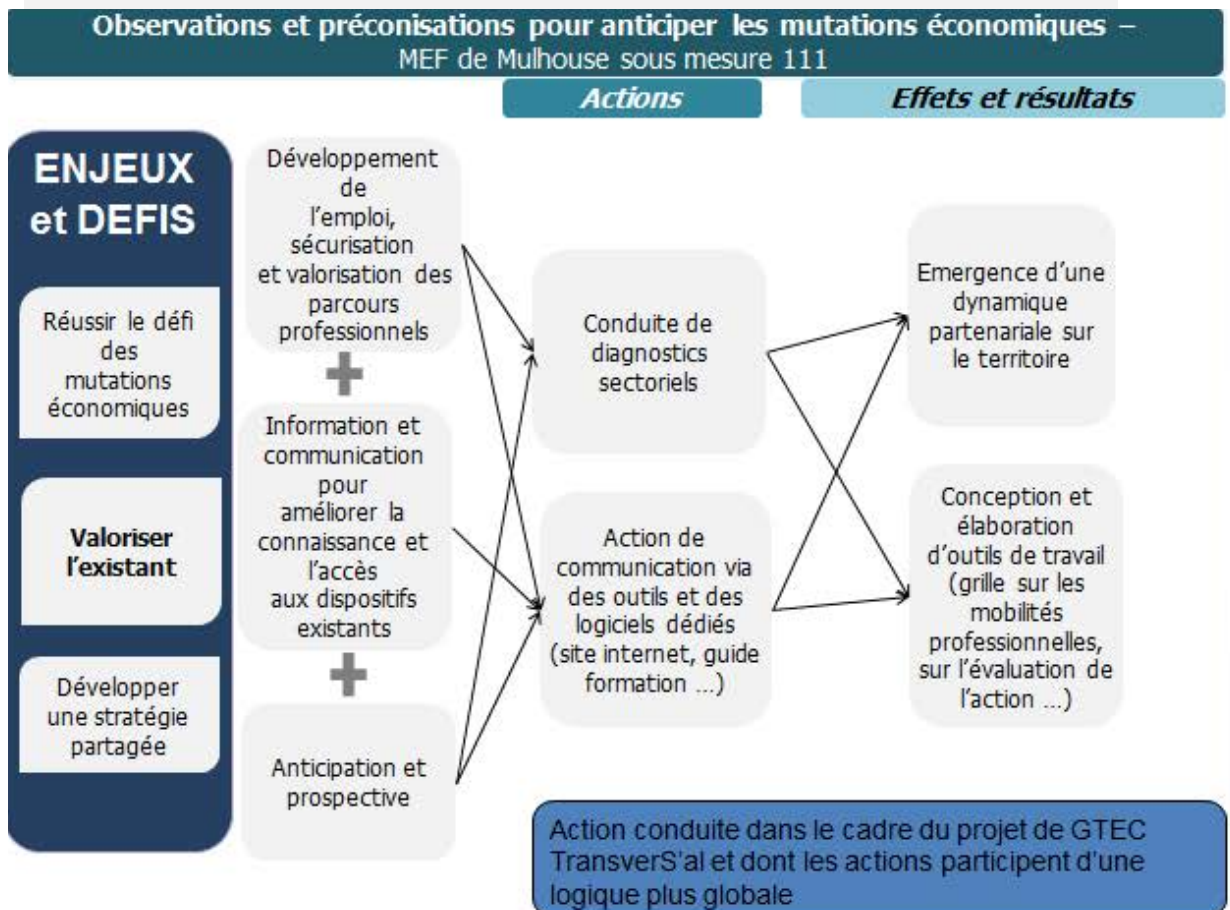 Observations et préconisations pour anticiper les mutations économiques –
MEF de Mulhouse sous mesure 111
Actions
Effets et résultats
ENJEUX
et DEFIS
Réussir le défi
des
mutations
économiques
Valoriser
l'existant
Développer
une stratégie
partagée
Développement
de
l'emploi,
sécurisation
et valorisation des
parcours
professionnels
+
Information et
communication
pour
améliorer la
connaissance et
l'accès
aux dispositifs
existants
+
Anticipation et
prospective
Conduite de
diagnostics
sectoriels
Action de
communication via
des outils et des
logiciels dédiés
(site internet, guide
formation ...)
Emergence d'une
dynamique
partenariale sur
le territoire
Conception et
élaboration
d'outils de travail
(grille sur les
mobilités
professionnelles,
sur l'évaluation de
l'action ...)
Action conduite dans le cadre du projet de GTEC
TransverS'al et dont les actions participent d'une
logique plus globale